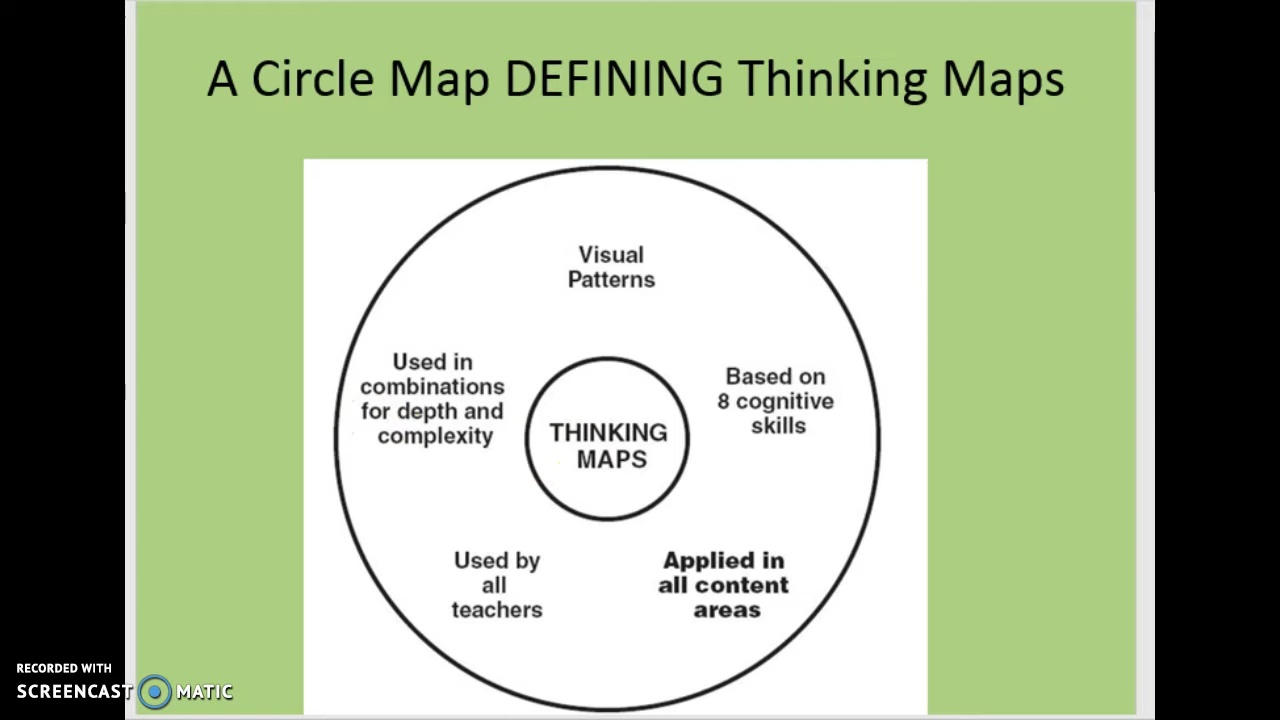 A Circle Map DEFINING Thinking Maps
Visual
Patterns
Used in
combinations
for depth and
complexity
THINKING
MAPS
Based on
8 cognitive
skills
Used by
all
teachers
Applied in
all content
areas
RECORDED WITH
SCREENCAST MATIC